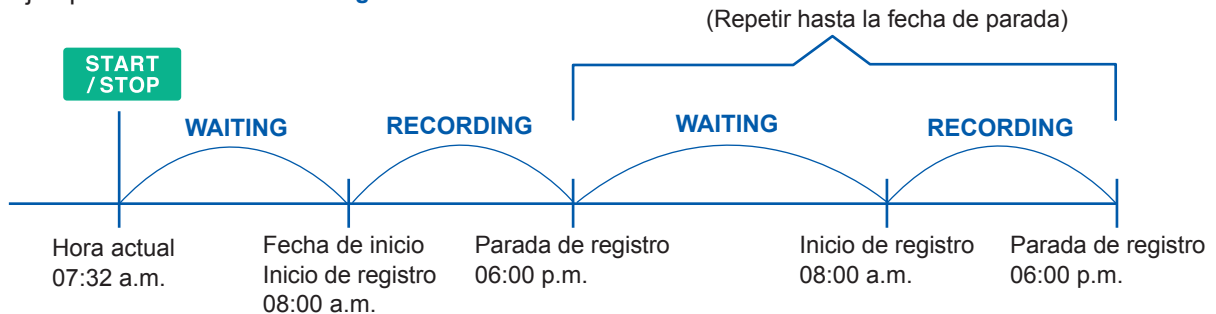 (Repetir hasta la fecha de parada)
START
/ STOP
WAITING
RECORDING
WAITING
RECORDING
Hora actual
07:32 a.m.
Fecha de inicio
Inicio de registro
08:00 a.m.
Parada de registro
06:00 p.m.
Inicio de registro
08:00 a.m.
Parada de registro
06:00 p.m.